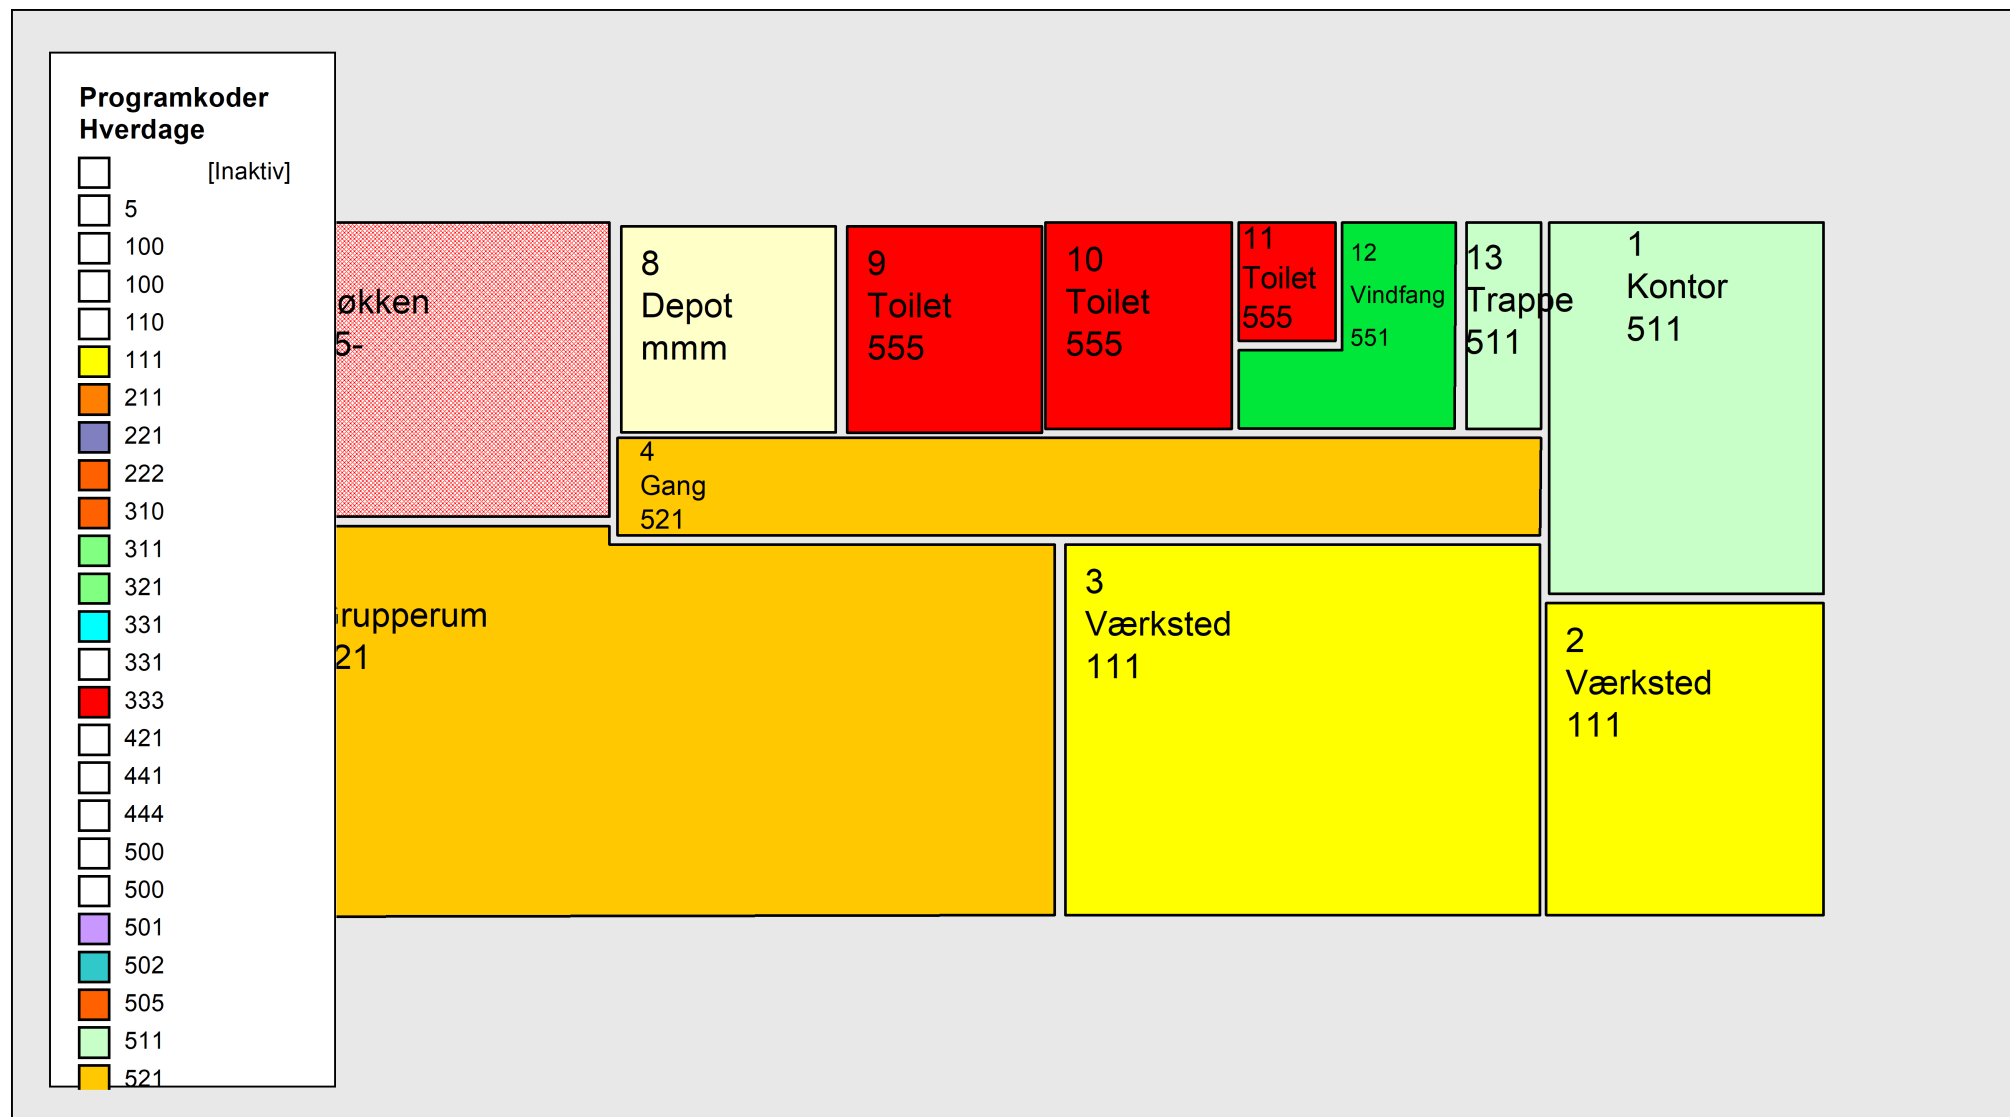 Programkoder
Hverdage
[Inaktiv]
5
100
100
110
111
211
221
222
310
311
321
331
331
333
421
441
444
500
500
501
502
505
511
521
økken
5-
8
Depot
mmm
9
Toilet
555
10
Toilet
555
11
Toilet
555
12
Vindfang
551
13
Trappe
511
1
Kontor
511
4
Gang
521
rupperum
21
3
Værksted
111
2
Værksted
111